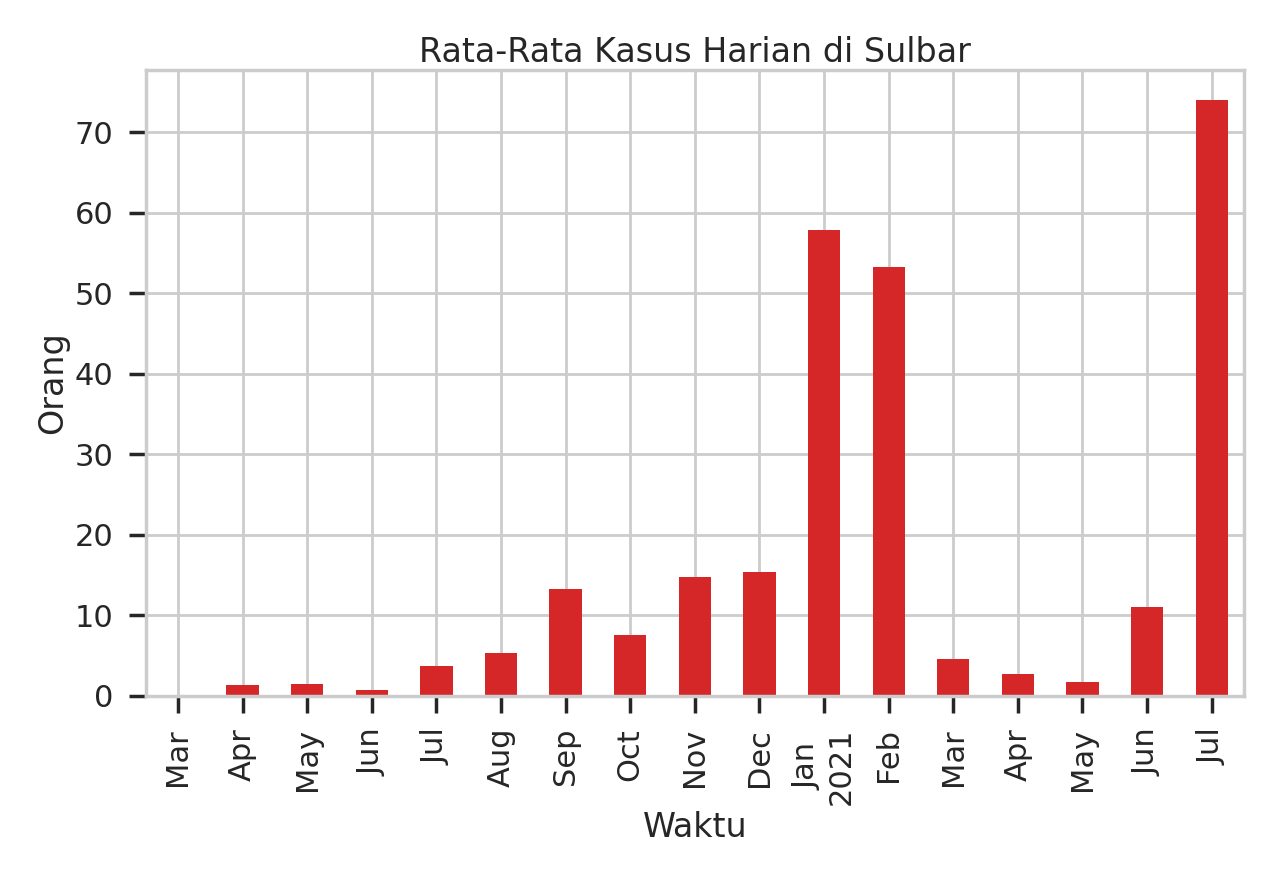 Rata-Rata Kasus Harian di Sulbar
70
60
50
40
30
20
10
0
Orang
Mar
Apr
May
Jun
Jul
Aug
Sep
Oct
Nov
Dec
Jan
2021
Feb
Mar
Apr
May
Jun
Jul
Waktu